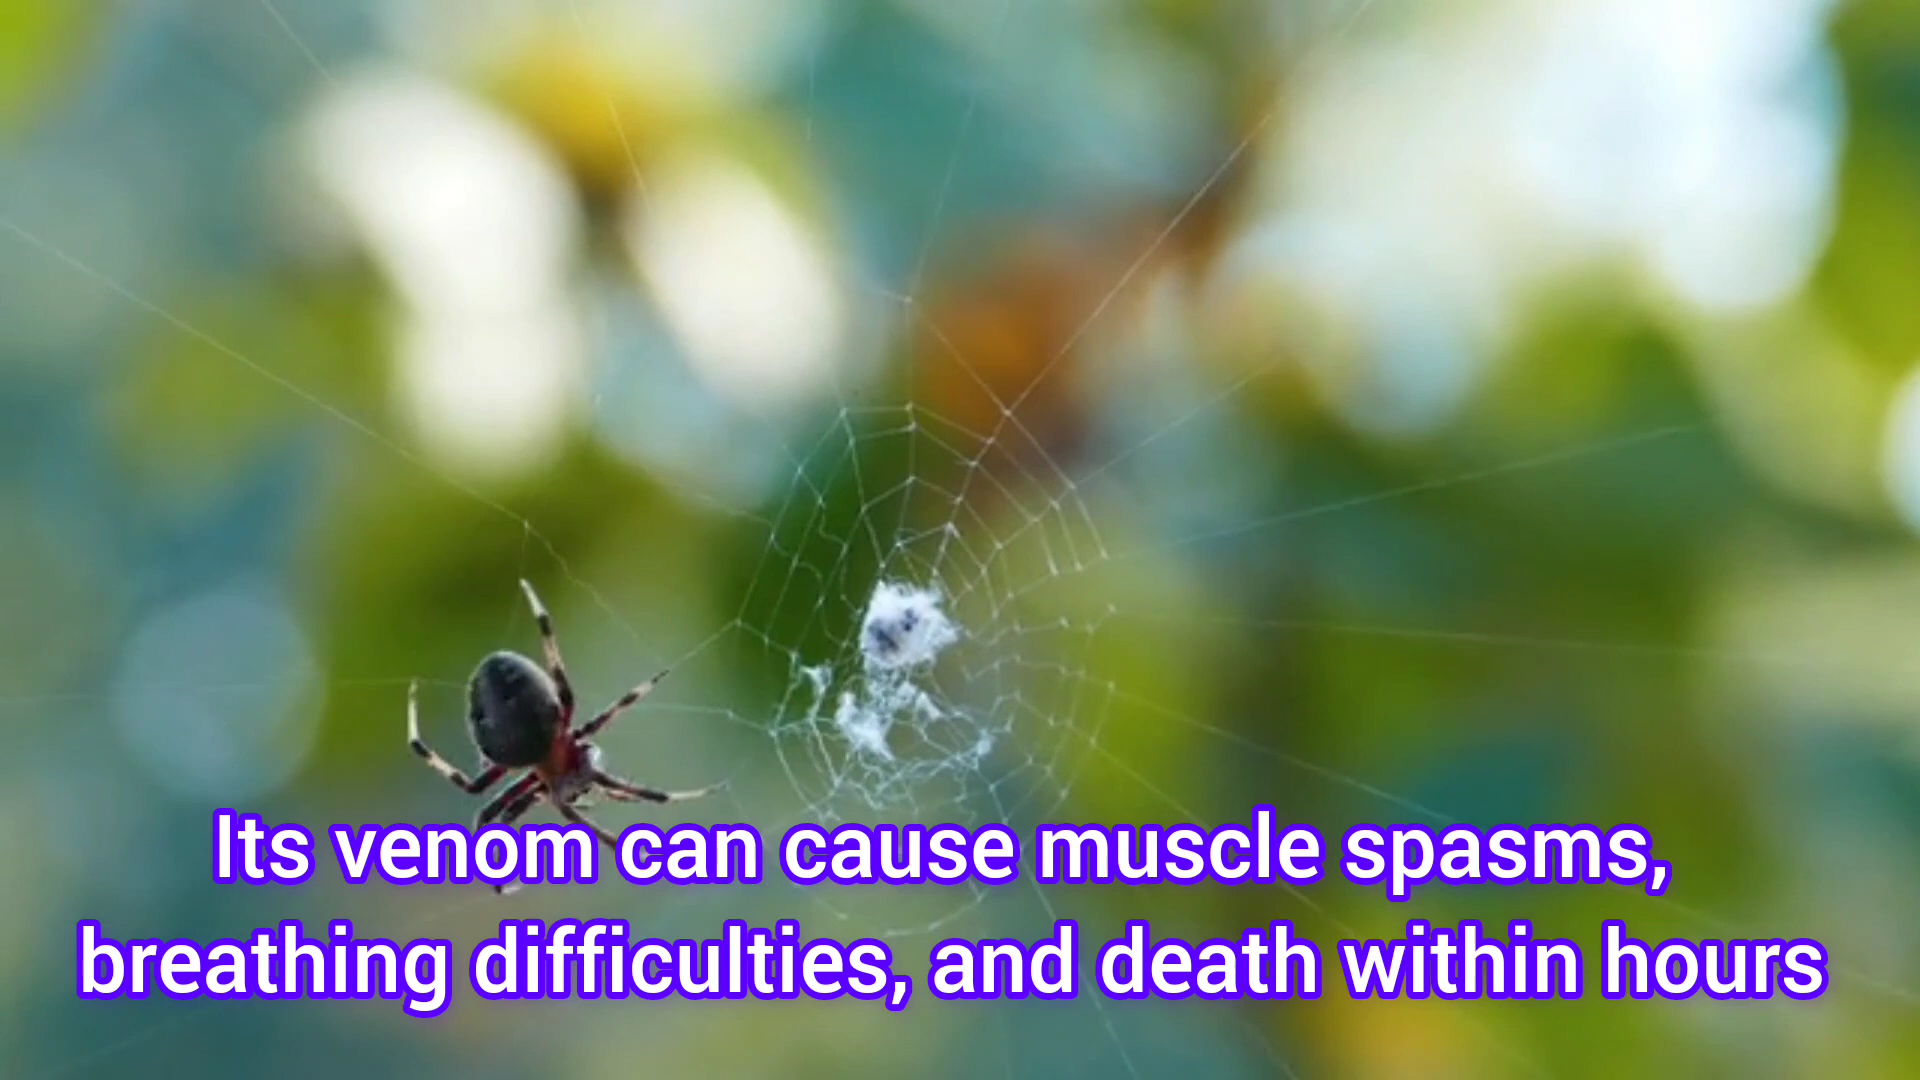 Its venom can cause muscle spasms,
breathing difficulties, and death within hours